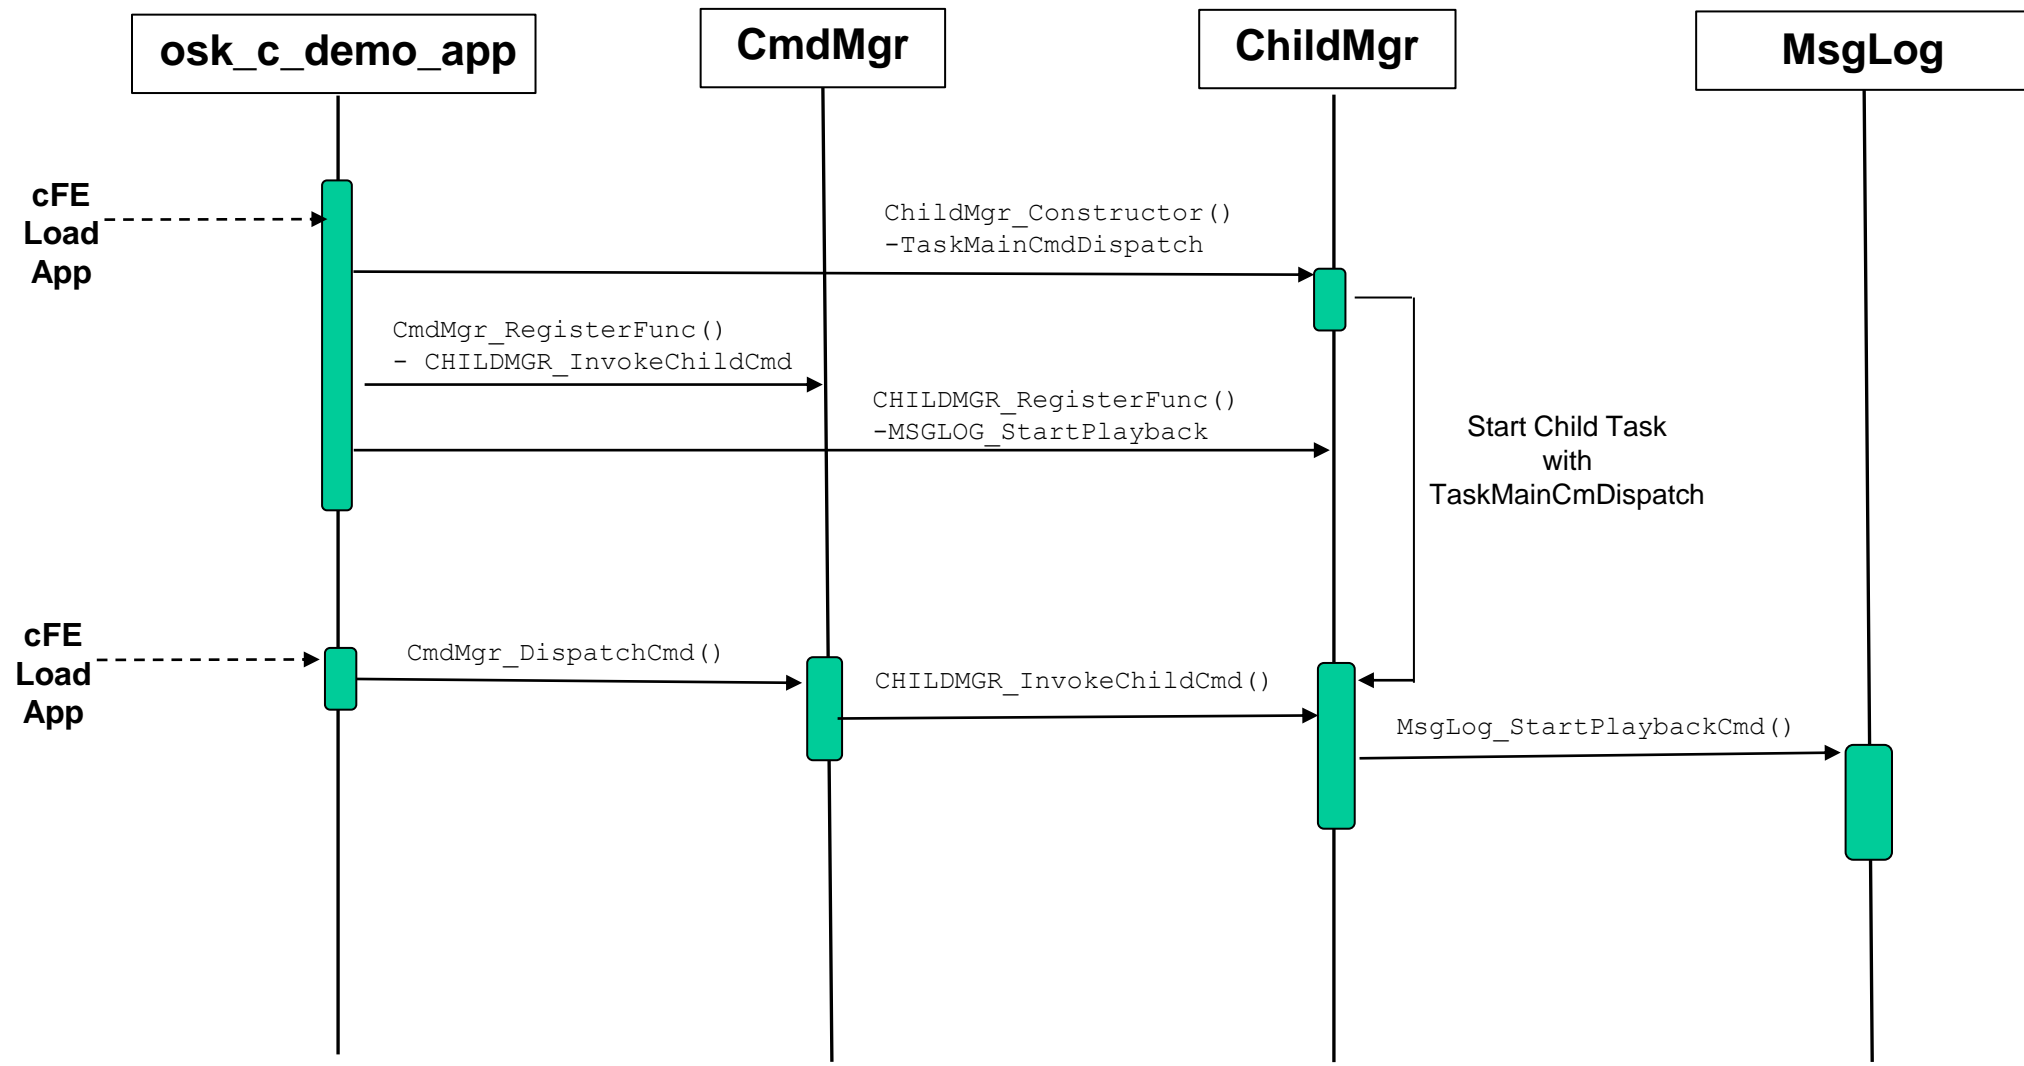 osk_c_demo_app
CmdMgr
ChildMgr
MsgLog
cFE
Load
App
ChildMgr_Constructor()
-TaskMainCmdDispatch
CmdMgr_RegisterFunc()
- CHILDMGR_InvokeChildCmd
CHILDMGR_RegisterFunc()
-MSGLOG_StartPlayback
Start Child Task
with
TaskMainCmDispatch
cFE
Load
App
CmdMgr_DispatchCmd()
CHILDMGR_InvokeChildCmd()
MsgLog_StartPlaybackCmd()